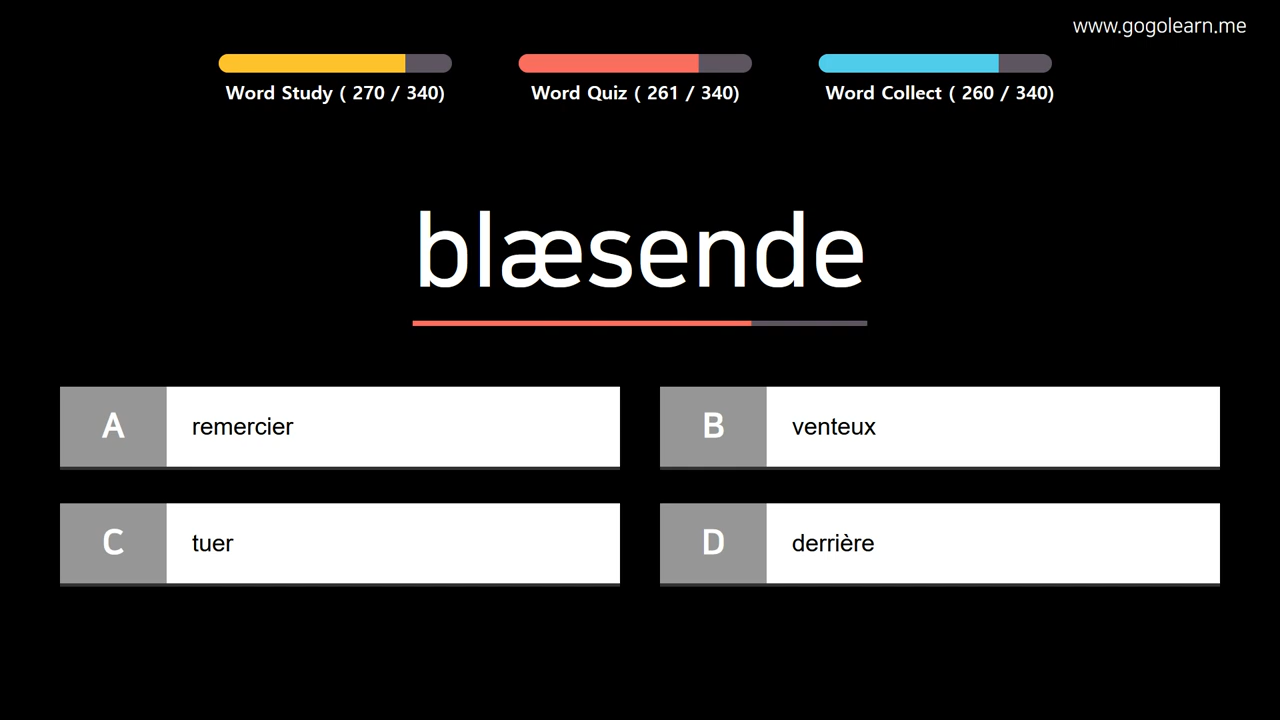 www.gogolearn.me
Word Study ( 270 / 340)
Word Quiz ( 261 / 340)
Word Collect ( 260 / 340)
blæsende
A remercier
B venteux
C tuer
D derrière